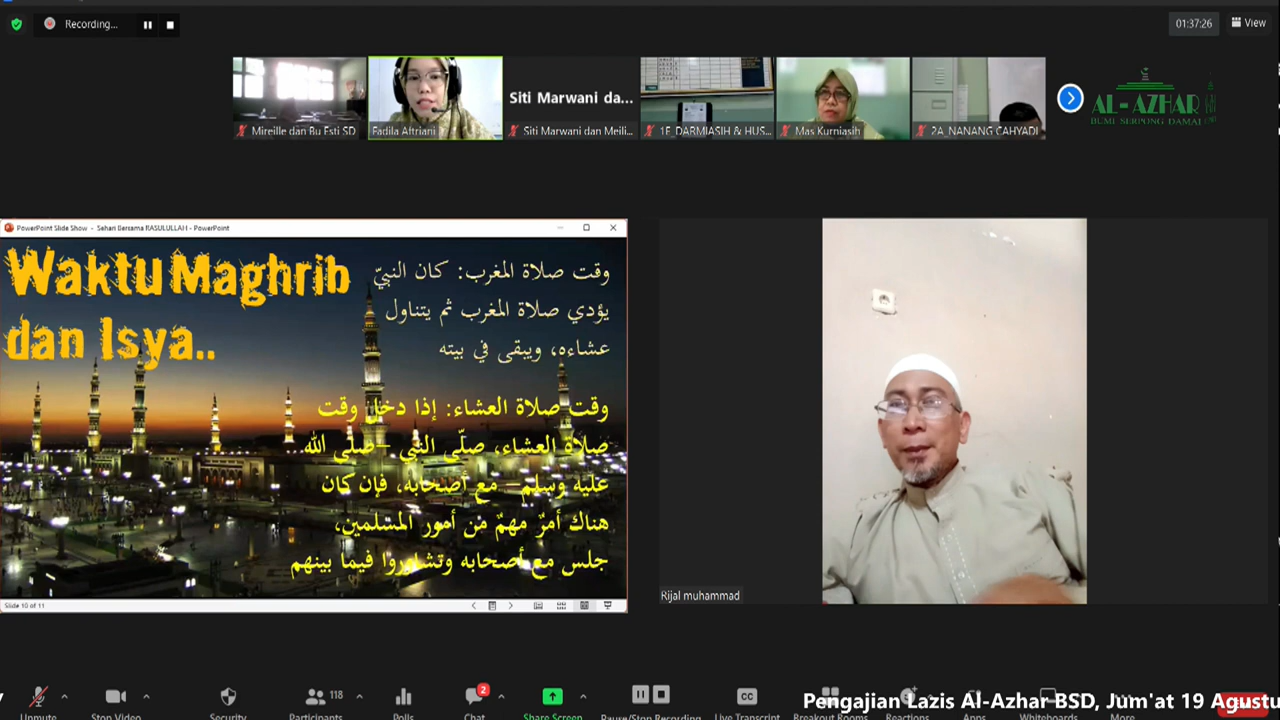 Recording...
01:37:26
View
Mireille dan Bu Esti SD
Fadila Aftriani
Siti Marwani da...
Siti Marwani dan Meili...
1E_DARMIASIH & HUS...
Mas Kurniasih
2A_NANANG CAHYADI
AL-AZHAR
BUMI SERPONG DAMAI
PowerPoint Slide Show - Sehari Bersama RASULULLAH - PowerPoint
Waktu Maghrib
dan Isya..
وقت صلاة المغرب: كان النبيّ
يؤدي صلاة المغرب ثم يتناول
عشاءه، ويبقى في بيته
وقت صلاة العشاء: إذا دخل وقت
صلاة العشاء، صلّى النبي –صلى الله
عليه وسلم– مع أصحابه، فإن كان
هناك أمرٌ مهمٌ من أمور المسلمين،
جلس مع أصحابه وتشاوروا فيما بينهم
Slide 10 of 11
Rijal muhammad
Unmute
Stop Video
Security
118
Participants
Polls
2
Chat
Share Screen
Pause/Stop Recording
CC
Live Transcript
Breakout Rooms
Reactions
Apps
Whiteboards
More
Pengajian Lazis Al-Azhar BSD, Jum'at 19 Agustu